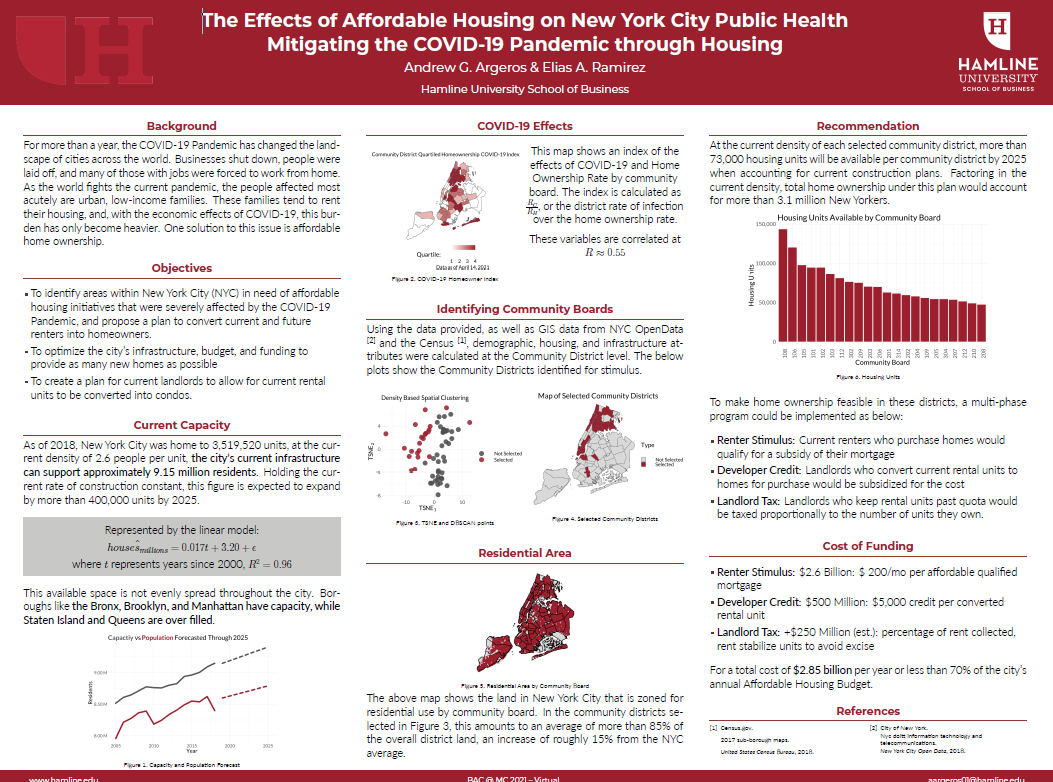 The Effects of Affordable Housing on New York City Public Health
Mitigating the COVID-19 Pandemic through Housing
Andrew G. Argeros & Elias A. Ramirez
Hamline University School of Business
H
HAMLINE
UNIVERSITY
SCHOOL OF BUSINESS
Background
For more than a year, the COVID-19 Pandemic has changed the land-
scape of cities across the world. Businesses shut down, people were
laid off, and many of those with jobs were forced to work from home.
As the world fights the current pandemic, the people affected most
acutely are urban, low-income families. These families tend to rent
their housing, and, with the economic effects of COVID-19, this bur-
den has only become heavier. One solution to this issue is affordable
home ownership.
Objectives
▪ To identify areas within New York City (NYC) in need of affordable
housing initiatives that were severely affected by the COVID-19
Pandemic, and propose a plan to convert current and future
renters into homeowners.
▪ To optimize the city's infrastructure, budget, and funding to
provide as many new homes as possible
▪ To create a plan for current landlords to allow for current rental
units to be converted into condos.
Current Capacity
As of 2018, New York City was home to 3,519,520 units, at the cur-
rent density of 2.6 people per unit, the city's current infrastructure
can support approximately 9.15 million residents. Holding the cur-
rent rate of construction constant, this figure is expected to expand
by more than 400,000 units by 2025.
Represented by the linear model:
houseŝ millions = 0.017t + 3.20 + ϵ
where t represents years since 2000, R² = 0.96
This available space is not evenly spread throughout the city. Bor-
oughs like the Bronx, Brooklyn, and Manhattan have capacity, while
Staten Island and Queens are over filled.
Capactiy vs Population Forecasted Through 2025
Residents
9.00M
8.50M
8.00M
2005 2010 2015 2020 2025
Year
Figure 1. Capacity and Population Forecast
COVID-19 Effects
Community District Quartiled Homeownership COVID-19 Index
Quartile:
1 2 3 4
Data as of April 14, 2021
Figure 2. COVID-19 Homeowner Index
This map shows an index of the
effects of COVID-19 and Home
Ownership Rate by community
board. The index is calculated as
, or the district rate of infection
over the home ownership rate.
These variables are correlated at
R ≈ 0.55
Identifying Community Boards
Using the data provided, as well as GIS data from NYC OpenData
[2] and the Census [1], demographic, housing, and infrastructure at-
tributes were calculated at the Community District level. The below
plots show the Community Districts identified for stimulus.
Density Based Spatial Clustering
TSNE2
4
0
-4
-8
-10 0 10
TSNE1
Not Selected
Selected
Figure 3. TSNE and DBSCAN points
Map of Selected Community Districts
Type
Not Selected
Selected
Figure 4. Selected Community Districts
Residential Area
Figure 5. Residential Area by Community Board
The above map shows the land in New York City that is zoned for
residential use by community board. In the community districts se-
lected in Figure 3, this amounts to an average of more than 85% of
the overall district land, an increase of roughly 15% from the NYC
average.
Recommendation
At the current density of each selected community district, more than
73,000 housing units will be available per community district by 2025
when accounting for current construction plans. Factoring in the
current density, total home ownership under this plan would account
for more than 3.1 million New Yorkers.
Housing Units Available by Community Board
Housing Units
150,000
100,000
50,000
0
Community Board
Figure 6. Housing Units
To make home ownership feasible in these districts, a multi-phase
program could be implemented as below:
▪ Renter Stimulus: Current renters who purchase homes would
qualify for a subsidy of their mortgage
▪ Developer Credit: Landlords who convert current rental units to
homes for purchase would be subsidized for the cost
▪ Landlord Tax: Landlords who keep rental units past quota would
be taxed proportionally to the number of units they own.
Cost of Funding
▪ Renter Stimulus: $2.6 Billion: $ 200/mo per affordable qualified
mortgage
▪ Developer Credit: $500 Million: $5,000 credit per converted
rental unit
▪ Landlord Tax: +$250 Million (est.): percentage of rent collected,
rent stabilize units to avoid excise
For a total cost of $2.85 billion per year or less than 70% of the city's
annual Affordable Housing Budget.
References
[1] Census.gov.
2017 sub-borough maps.
United States Census Bureau, 2018.
[2] City of New York.
Nyc doitt information technology and
telecommunications.
New York City Open Data, 2018.
www.hamline.edu
BAC @ MC 2021 – Virtual
aargeros01@hamline.edu